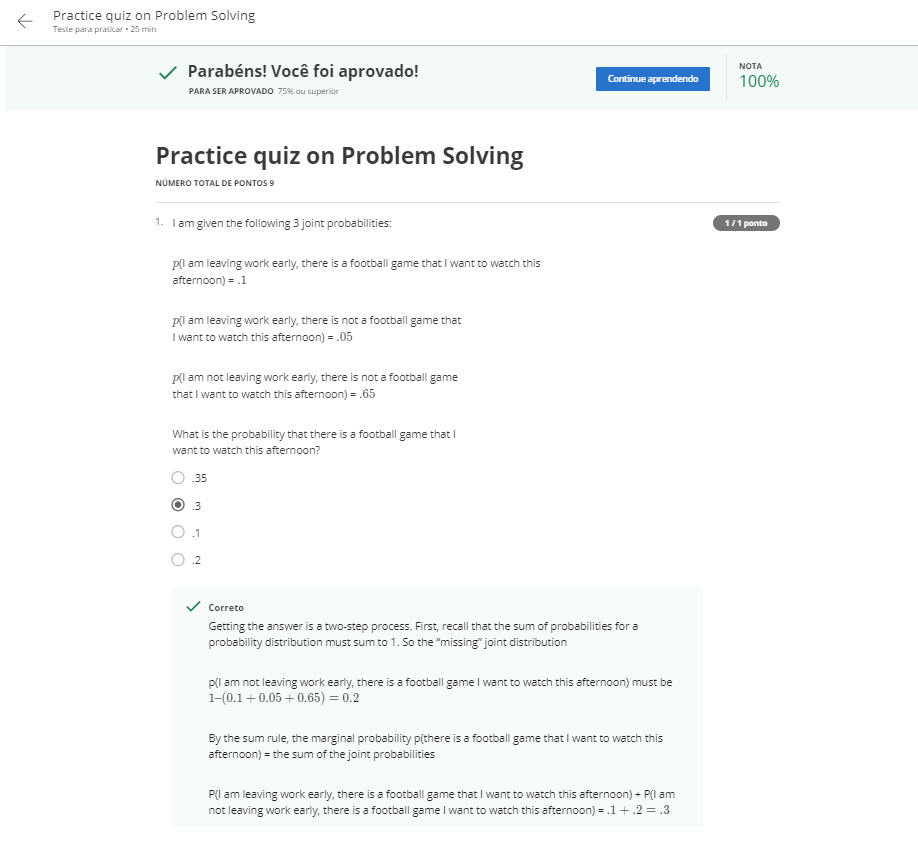 Practice quiz on Problem Solving
Teste para praticar • 25 min
Parabéns! Você foi aprovado!
PARA SER APROVADO 75% ou superior
Continue aprendendo
NOTA
100%
Practice quiz on Problem Solving
NÚMERO TOTAL DE PONTOS 9
1. I am given the following 3 joint probabilities:
1 / 1 ponto
p(I am leaving work early, there is a football game that I want to watch this
afternoon) = .1
p(I am leaving work early, there is not a football game that
I want to watch this afternoon) = .05
p(I am not leaving work early, there is not a football game
that I want to watch this afternoon) = .65
What is the probability that there is a football game that I
want to watch this afternoon?
.35
.3
.1
.2
Correto
Getting the answer is a two-step process. First, recall that the sum of probabilities for a
probability distribution must sum to 1. So the “missing” joint distribution
p(I am not leaving work early, there is a football game I want to watch this afternoon) must be
1–(0.1 + 0.05 + 0.65) = 0.2
By the sum rule, the marginal probability p(there is a football game that I want to watch this
afternoon) = the sum of the joint probabilities
P(I am leaving work early, there is a football game that I want to watch this afternoon) + P(I am
not leaving work early, there is a football game I want to watch this afternoon) = .1 + .2 = .3